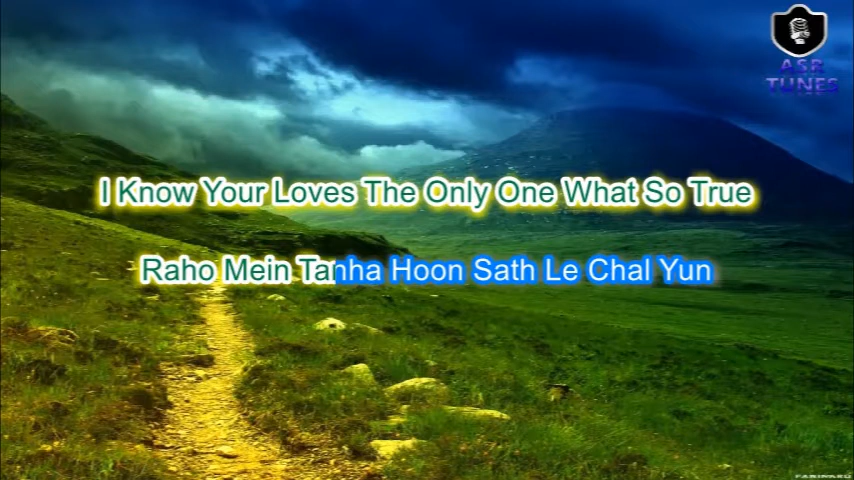 ASR
TUNES
I Know Your Loves The Only One What So True
Raho Mein Tanha Hoon Sath Le Chal Yun